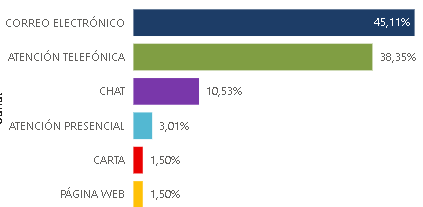 CORREO ELECTRÓNICO 45,11%
ATENCIÓN TELEFÓNICA 38,35%
CHAT 10,53%
ATENCIÓN PRESENCIAL 3,01%
CARTA 1,50%
PÁGINA WEB 1,50%